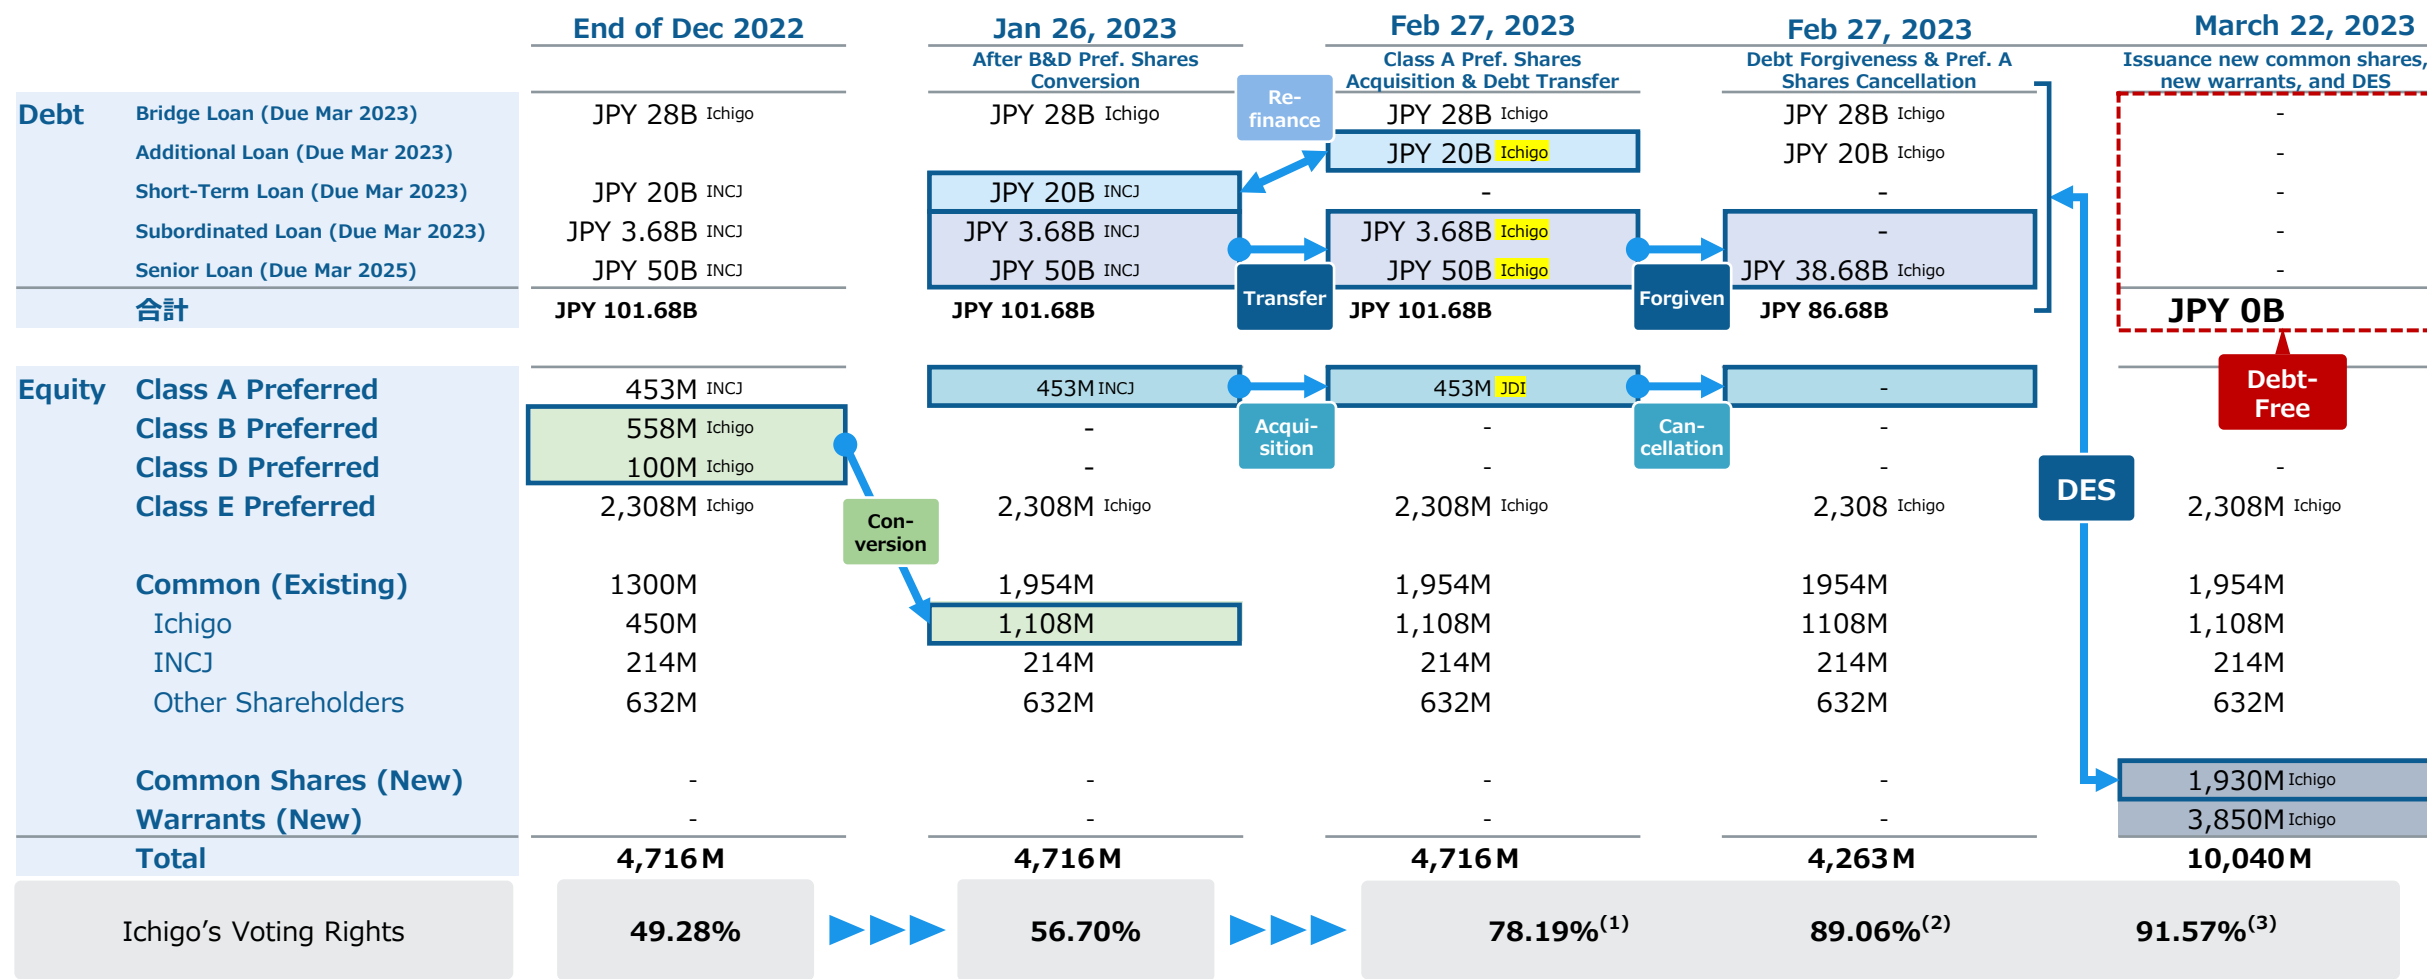 End of Dec 2022 Jan 26, 2023 Feb 27, 2023 Feb 27, 2023 March 22, 2023
After B&D Pref. Shares Class A Pref. Shares Debt Forgiveness & Pref. A Issuance new common shares,
Conversion Acquisition & Debt Transfer Shares Cancellation new warrants, and DES
Debt Bridge Loan (Due Mar 2023) JPY 28B Ichigo JPY 28B Ichigo JPY 28B Ichigo JPY 28B Ichigo -
Re-
finance
Additional Loan (Due Mar 2023) JPY 20B Ichigo JPY 20B Ichigo -
Short-Term Loan (Due Mar 2023) JPY 20B INCJ JPY 20B INCJ - - -
Subordinated Loan (Due Mar 2023) JPY 3.68B INCJ JPY 3.68B INCJ JPY 3.68B Ichigo - -
Senior Loan (Due Mar 2025) JPY 50B INCJ JPY 50B INCJ JPY 50B Ichigo JPY 38.68B Ichigo -
Transfer Forgiven
合計 JPY 101.68B JPY 101.68B JPY 101.68B JPY 86.68B JPY 0B
Debt-
Free
Equity Class A Preferred 453M INCJ 453M INCJ 453M JDI -
Class B Preferred 558M Ichigo - - -
Acqui-
sition
Can-
cellation
Class D Preferred 100M Ichigo - - - -
DES
Class E Preferred 2,308M Ichigo 2,308M Ichigo 2,308M Ichigo 2,308 Ichigo 2,308M Ichigo
Con-
version
Common (Existing) 1300M 1,954M 1,954M 1954M 1,954M
Ichigo 450M 1,108M 1,108M 1108M 1,108M
INCJ 214M 214M 214M 214M 214M
Other Shareholders 632M 632M 632M 632M 632M
Common Shares (New) - - - - 1,930M Ichigo
Warrants (New) - - - - 3,850M Ichigo
Total 4,716M 4,716M 4,716M 4,263M 10,040M
Ichigo's Voting Rights 49.28% 56.70% 78.19%(1) 89.06%(2) 91.57%(3)